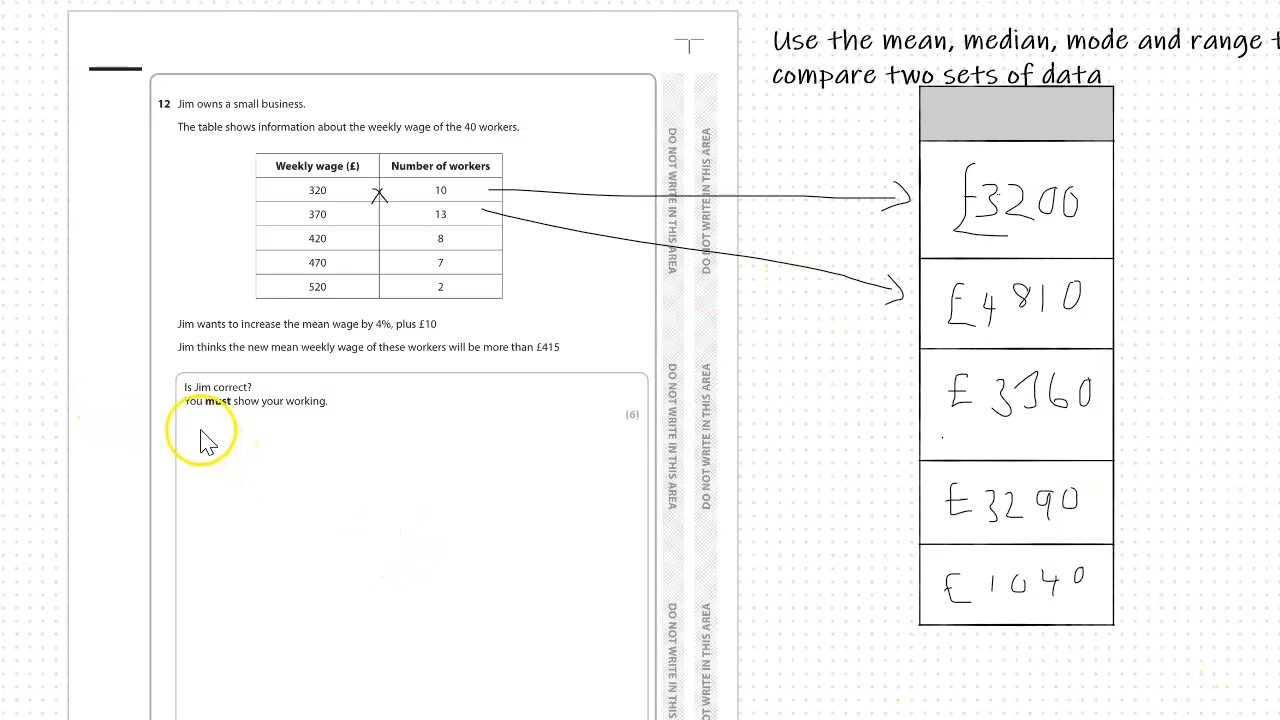 Use the mean, median, mode and range t
compare two sets of data
12 Jim owns a small business.
The table shows information about the weekly wage of the 40 workers.
Weekly wage (£) Number of workers
320 × 10
370 13
420 8
470 7
520 2
£3200
£4810
£3360
£3290
£1040
Jim wants to increase the mean wage by 4%, plus £10
Jim thinks the new mean weekly wage of these workers will be more than £415
Is Jim correct?
You must show your working.
(6)
DO NOT WRITE IN THIS AREA
DO NOT WRITE IN THIS AREA
DO NOT WRITE IN THIS AREA
DO NOT WRITE IN THIS AREA
DO NOT WRITE IN THIS
OT WRITE IN THIS AREA